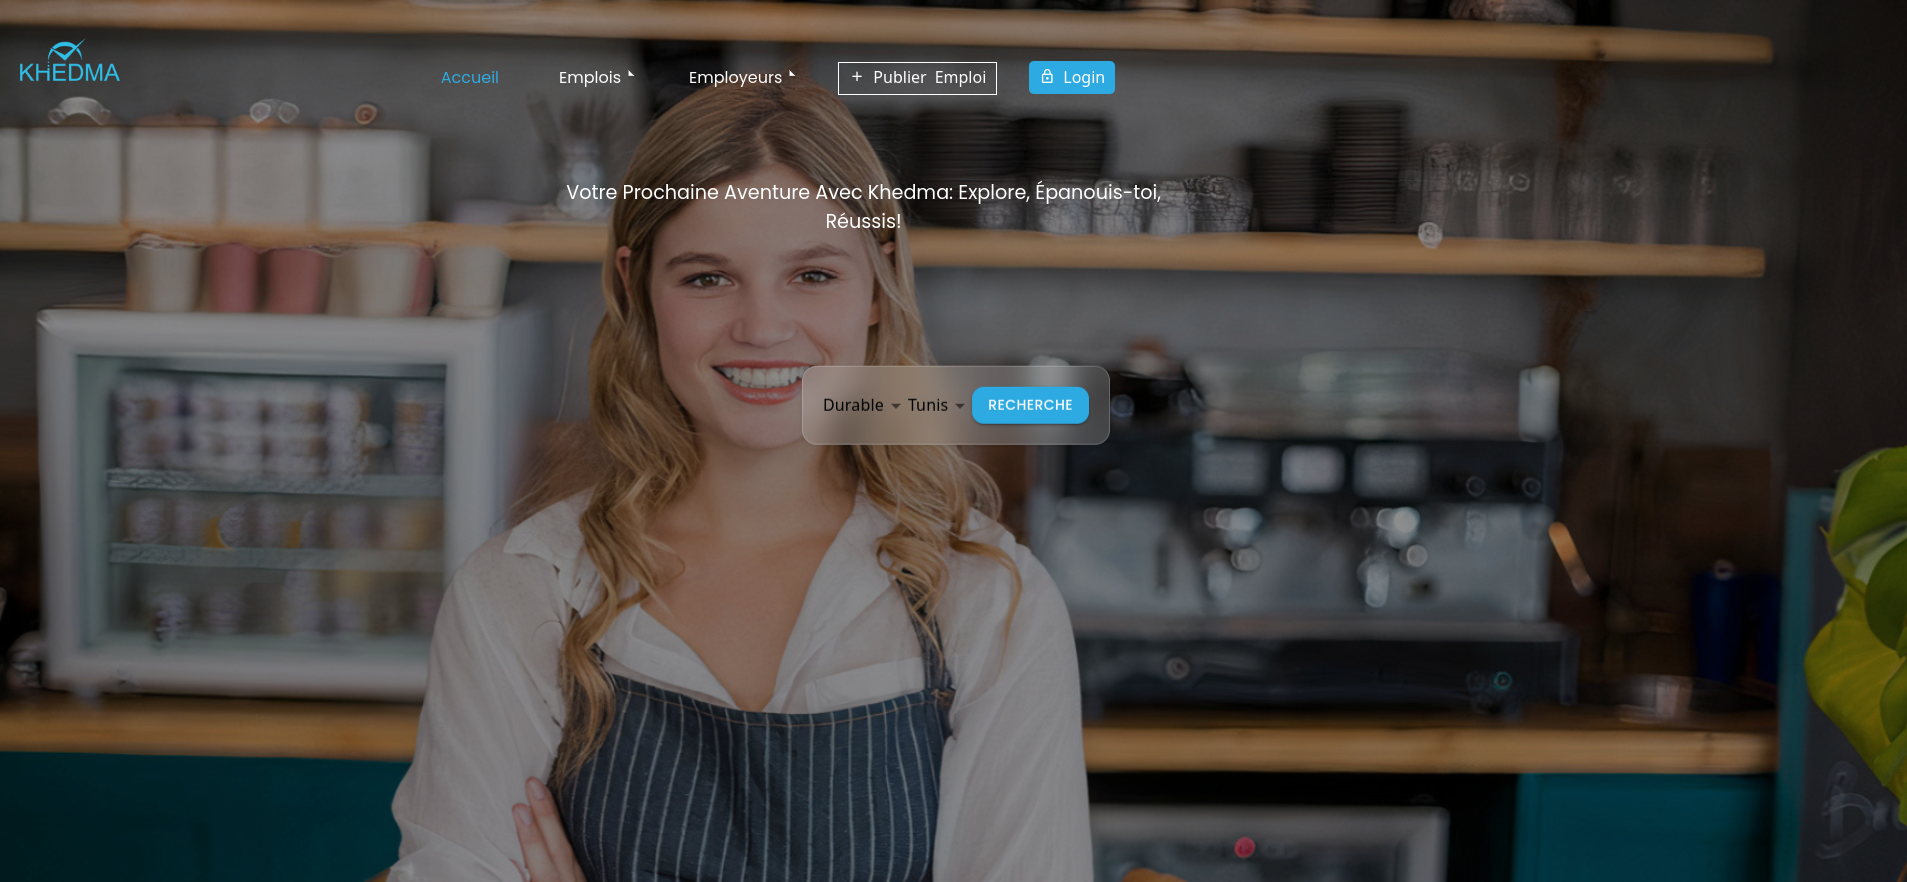 KHEDMA
Accueil
Emplois
Employeurs
+ Publier Emploi
Login
Votre Prochaine Aventure Avec Khedma: Explore, Épanouis-toi,
Réussis!
Durable
Tunis
RECHERCHE